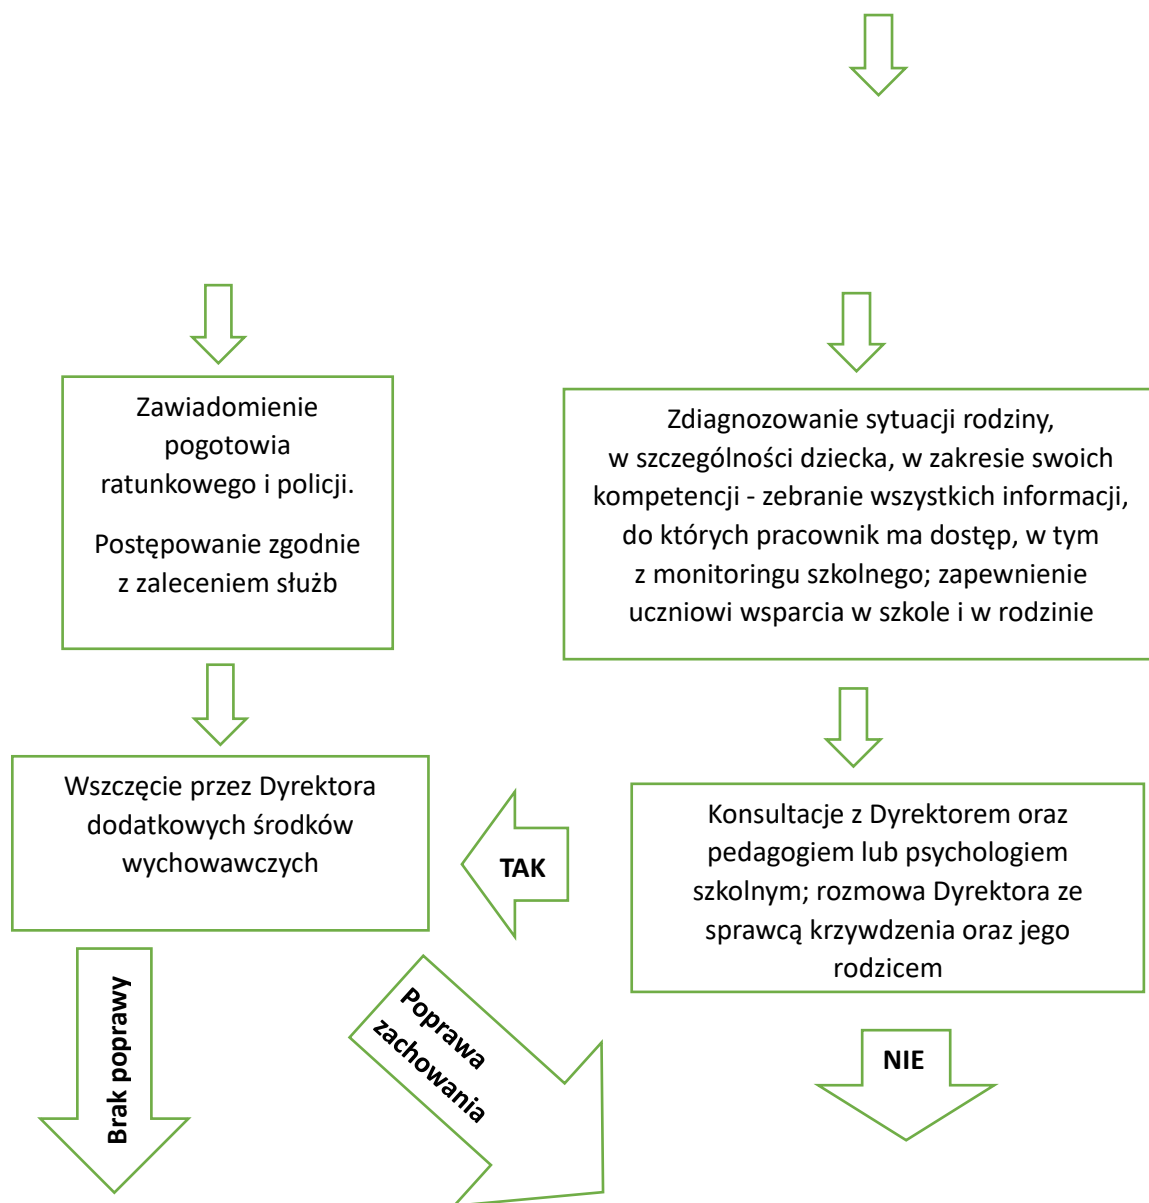 Zawiadomienie
pogotowia
ratunkowego i policji.
Postępowanie zgodnie
z zaleceniem służb
Zdiagnozowanie sytuacji rodziny,
w szczególności dziecka, w zakresie swoich
kompetencji - zebranie wszystkich informacji,
do których pracownik ma dostęp, w tym
z monitoringu szkolnego; zapewnienie
uczniowi wsparcia w szkole i w rodzinie
Wszczęcie przez Dyrektora
dodatkowych środków
wychowawczych
TAK
Konsultacje z Dyrektorem oraz
pedagogiem lub psychologiem
szkolnym; rozmowa Dyrektora ze
sprawcą krzywdzenia oraz jego
rodzicem
Brak poprawy
Poprawa
zachowania
NIE